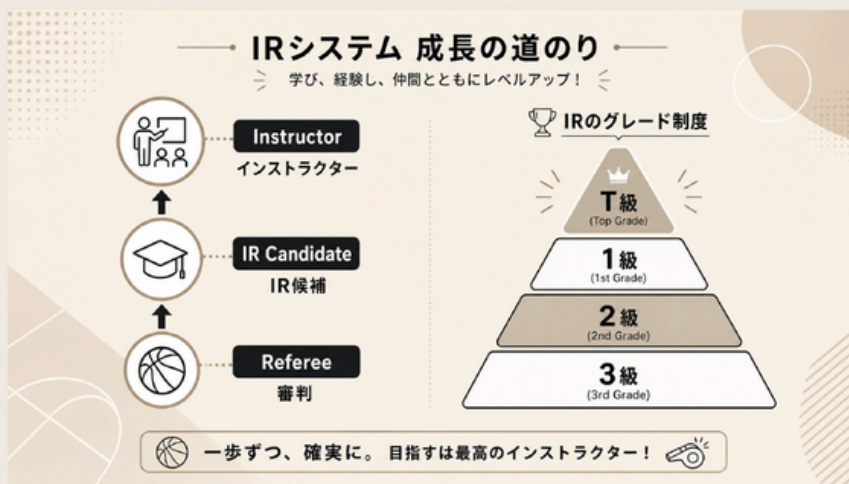 IRシステム 成長の道のり
学び、経験し、仲間とともにレベルアップ！
Instructor
インストラクター
IR Candidate
IR候補
Referee
審判
IRのグレード制度
T級
(Top Grade)
1級
(1st Grade)
2級
(2nd Grade)
3級
(3rd Grade)
一歩ずつ、確実に。 目指すは最高のインストラクター！